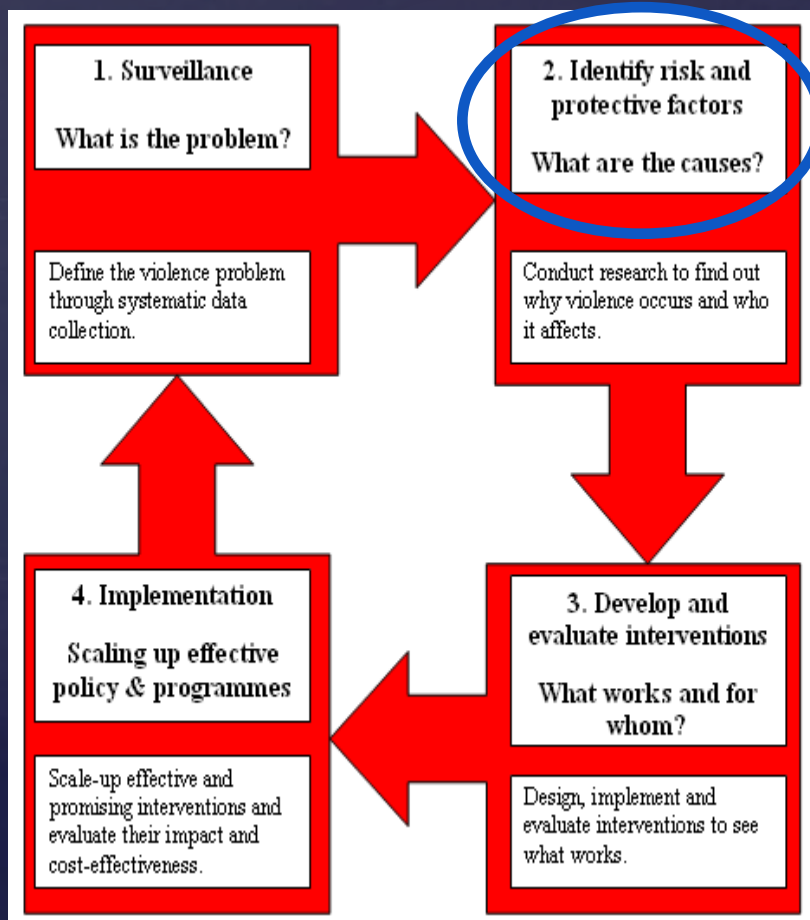 1. Surveillance
What is the problem?
Define the violence problem
through systematic data
collection.
2. Identify risk and
protective factors
What are the causes?
Conduct research to find out
why violence occurs and who
it affects.
3. Develop and
evaluate interventions
What works and for
whom?
Design, implement and
evaluate interventions to see
what works.
4. Implementation
Scaling up effective
policy & programmes
Scale-up effective and
promising interventions and
evaluate their impact and
cost-effectiveness.